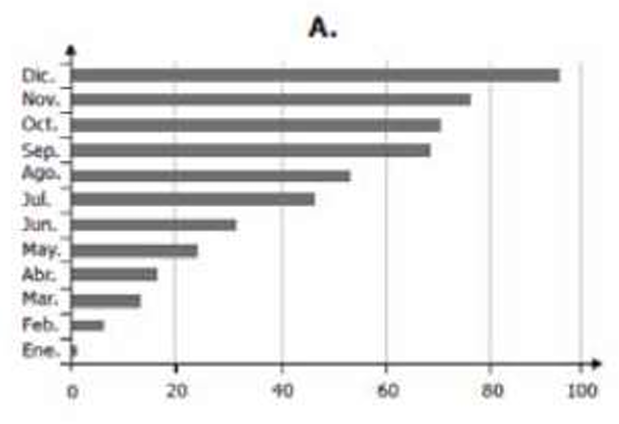 A.
Dic.
Nov.
Oct.
Sep.
Ago.
Jul.
Jun.
May.
Abr.
Mar.
Feb.
Ene.
0 20 40 60 80 100